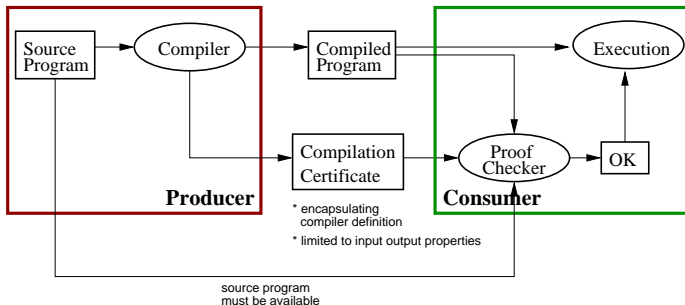 Source
Program
Compiler
Compiled
Program
Execution
Compilation
Certificate
Proof
Checker
OK
Producer
Consumer
* encapsulating
compiler definition
* limited to input output properties
source program
must be available